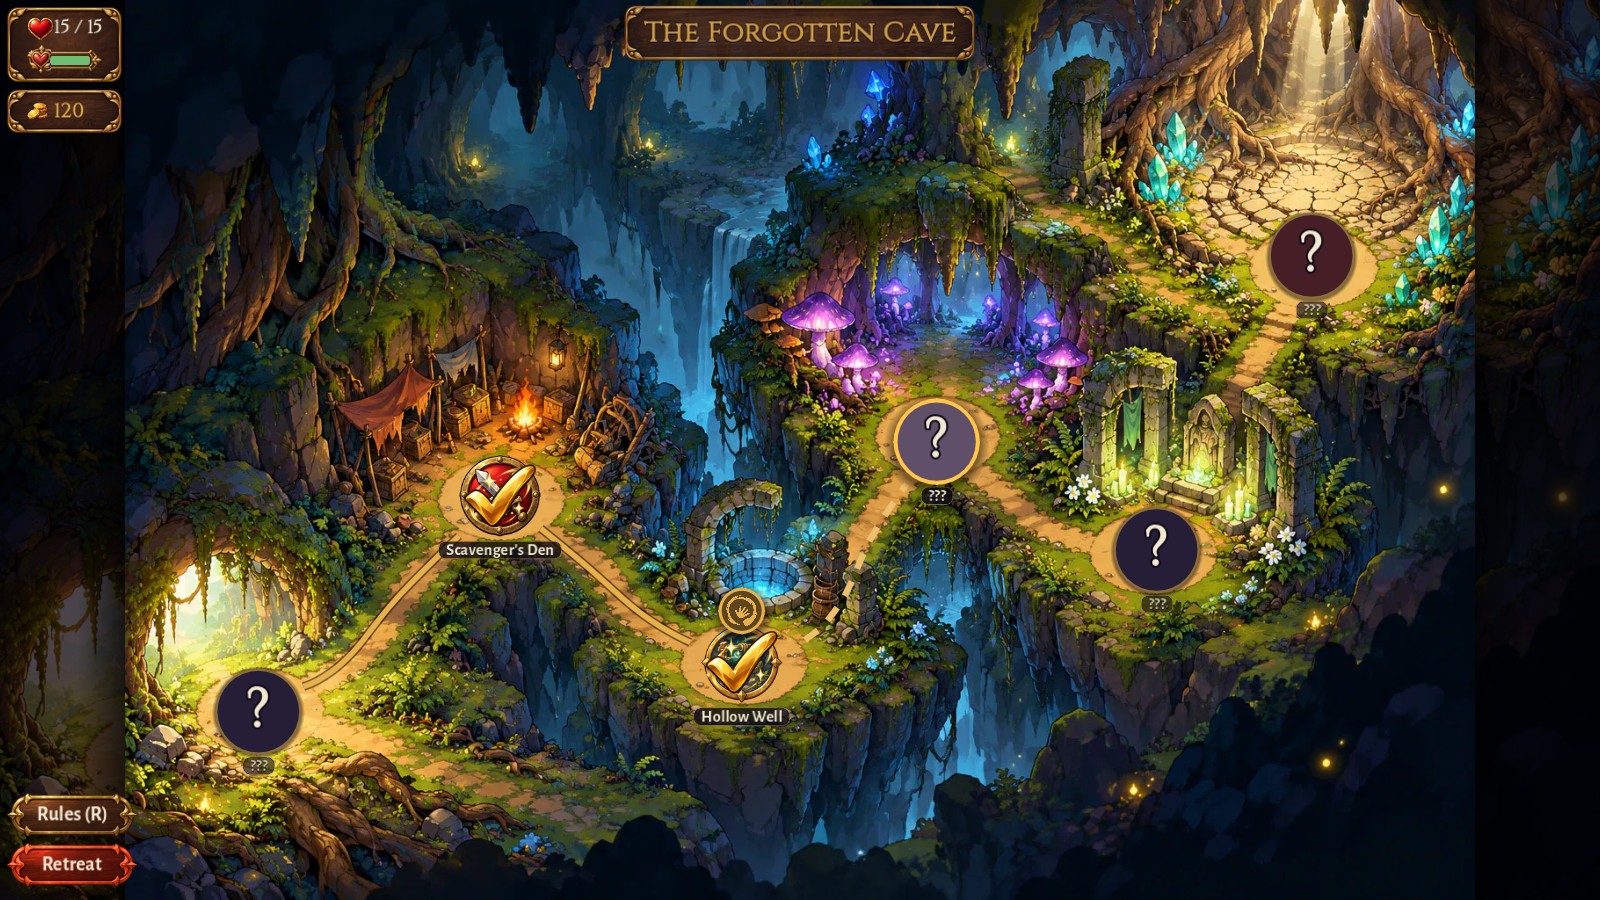 15 / 15
THE FORGOTTEN CAVE
120
?
???
?
???
Scavenger's Den
?
???
Hollow Well
?
???
Rules (R)
Retreat